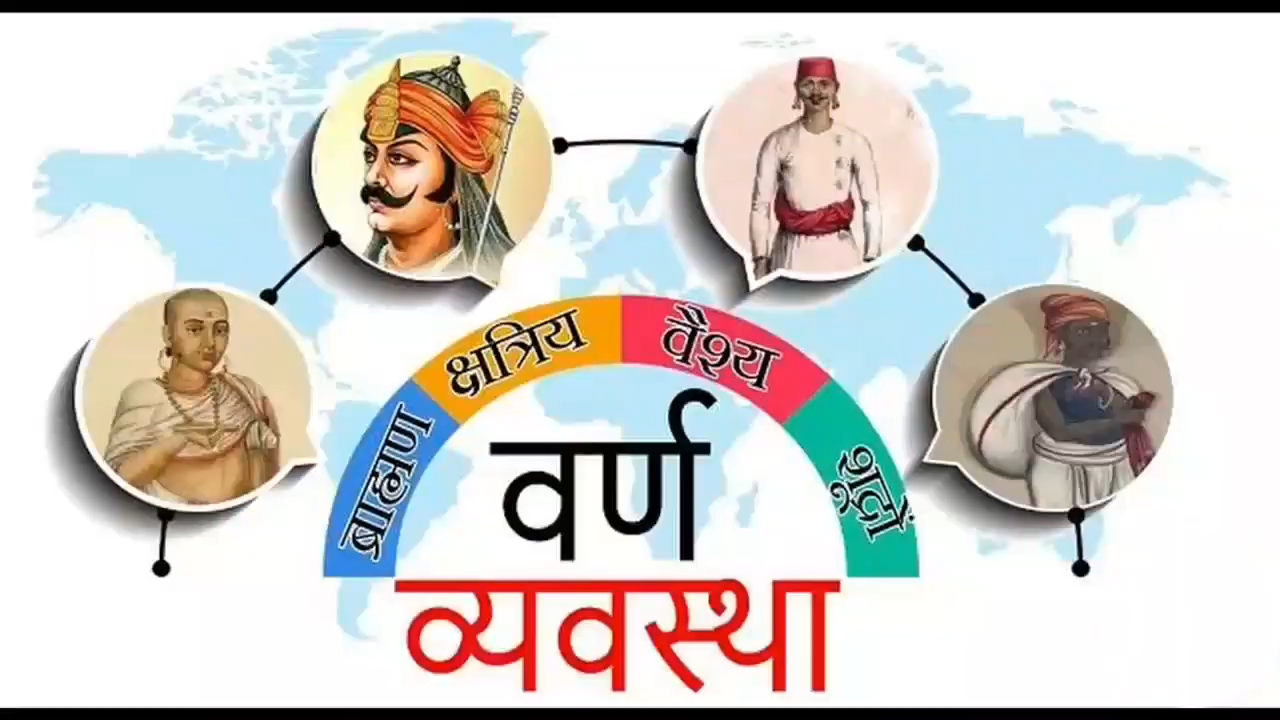 ब्राह्मण
क्षत्रिय
वैश्य
शूद्रों
वर्ण
व्यवस्था